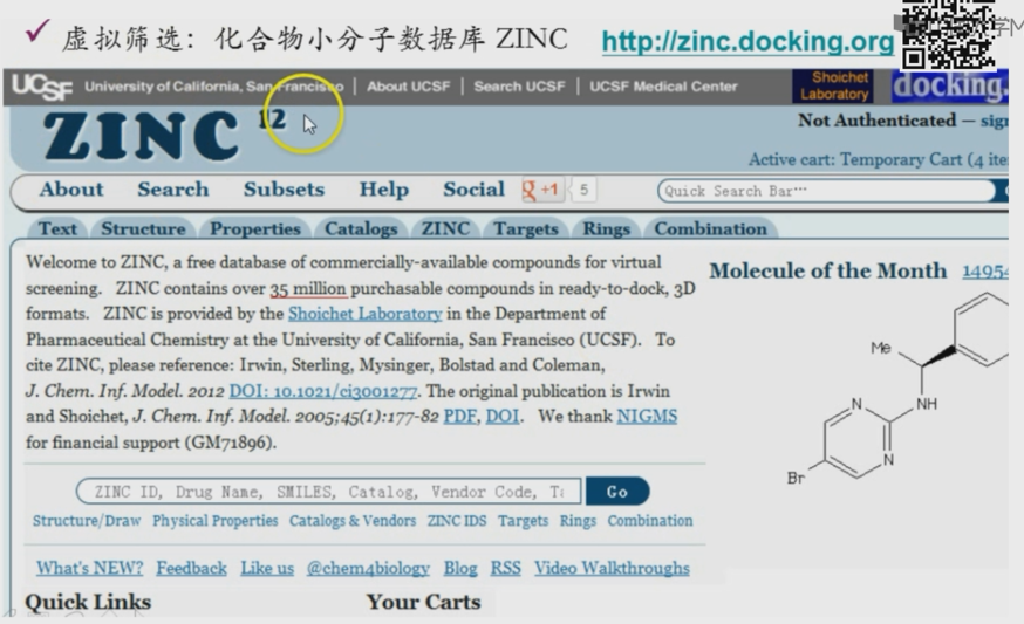 ✓ 虚拟筛选：化合物小分子数据库 ZINC http://zinc.docking.org
UCSF University of California, San Francisco | About UCSF | Search UCSF | UCSF Medical Center Shoichet Laboratory docking.
ZINC 12
Not Authenticated — sign
Active cart: Temporary Cart (4 ite
About Search Subsets Help Social g +1 5 Quick Search Bar...
Text Structure Properties Catalogs ZINC Targets Rings Combination
Welcome to ZINC, a free database of commercially-available compounds for virtual
screening. ZINC contains over 35 million purchasable compounds in ready-to-dock, 3D
formats. ZINC is provided by the Shoichet Laboratory in the Department of
Pharmaceutical Chemistry at the University of California, San Francisco (UCSF). To
cite ZINC, please reference: Irwin, Sterling, Mysinger, Bolstad and Coleman,
J. Chem. Inf. Model. 2012 DOI: 10.1021/ci3001277. The original publication is Irwin
and Shoichet, J. Chem. Inf. Model. 2005;45(1):177-82 PDF, DOI. We thank NIGMS
for financial support (GM71896).
Molecule of the Month 14954
Me
N
NH
N
Br
ZINC ID, Drug Name, SMILES, Catalog, Vendor Code, Ta Go
Structure/Draw Physical Properties Catalogs & Vendors ZINC IDS Targets Rings Combination
What's NEW? Feedback Like us @chem4biology Blog RSS Video Walkthroughs
Quick Links Your Carts